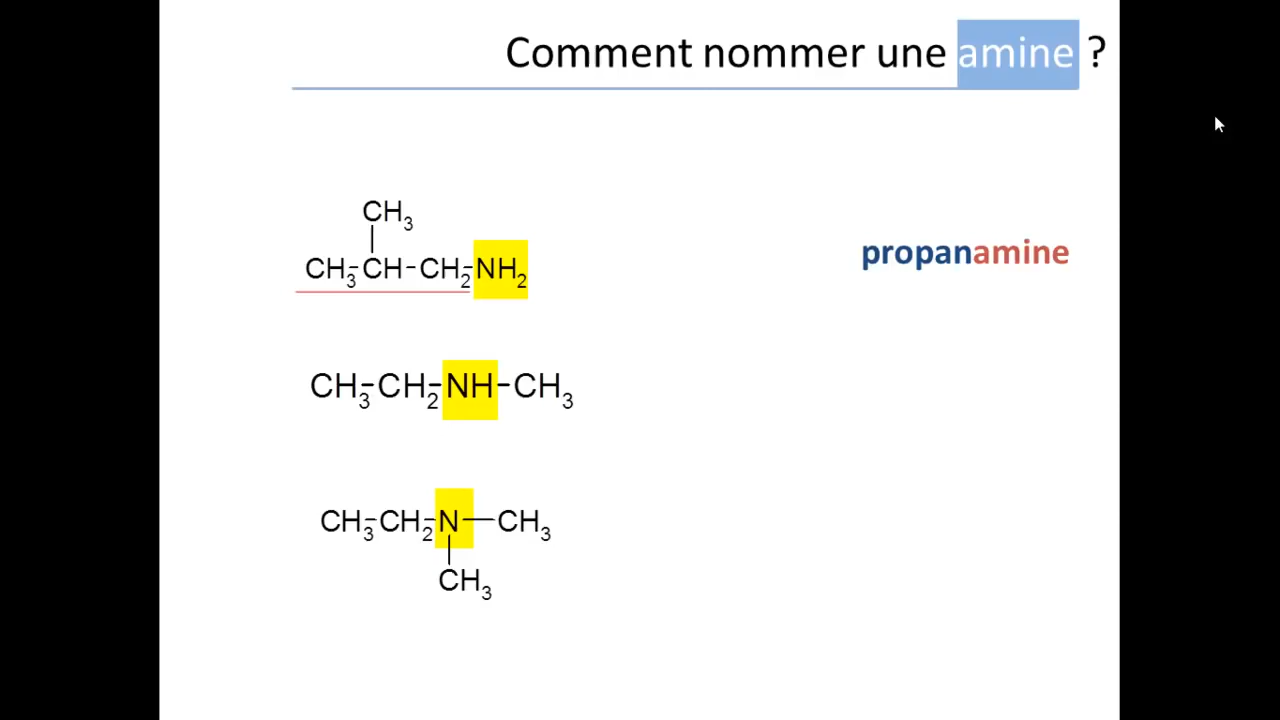 Comment nommer une amine ?
CH3
CH3-CH-CH2-NH2
propanamine
CH3-CH2-NH-CH3
CH3-CH2-N-CH3
CH3